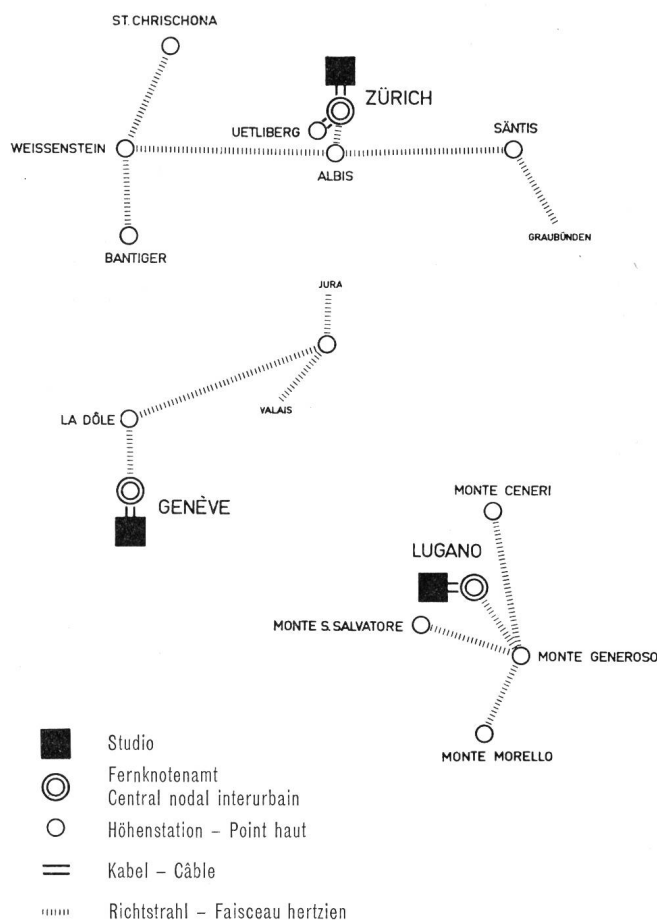 ST. CHRISCHONA
ZÜRICH
UETLIBERG
SÄNTIS
WEISSENSTEIN
ALBIS
GRAUBÜNDEN
BANTIGER
JURA
VALAIS
LA DÔLE
GENÈVE
MONTE CENERI
LUGANO
MONTE S. SALVATORE
MONTE GENEROSO
MONTE MORELLO
Studio
Fernknotenamt
Central nodal interurbain
Höhenstation – Point haut
Kabel – Câble
Richtstrahl – Faisceau hertzien